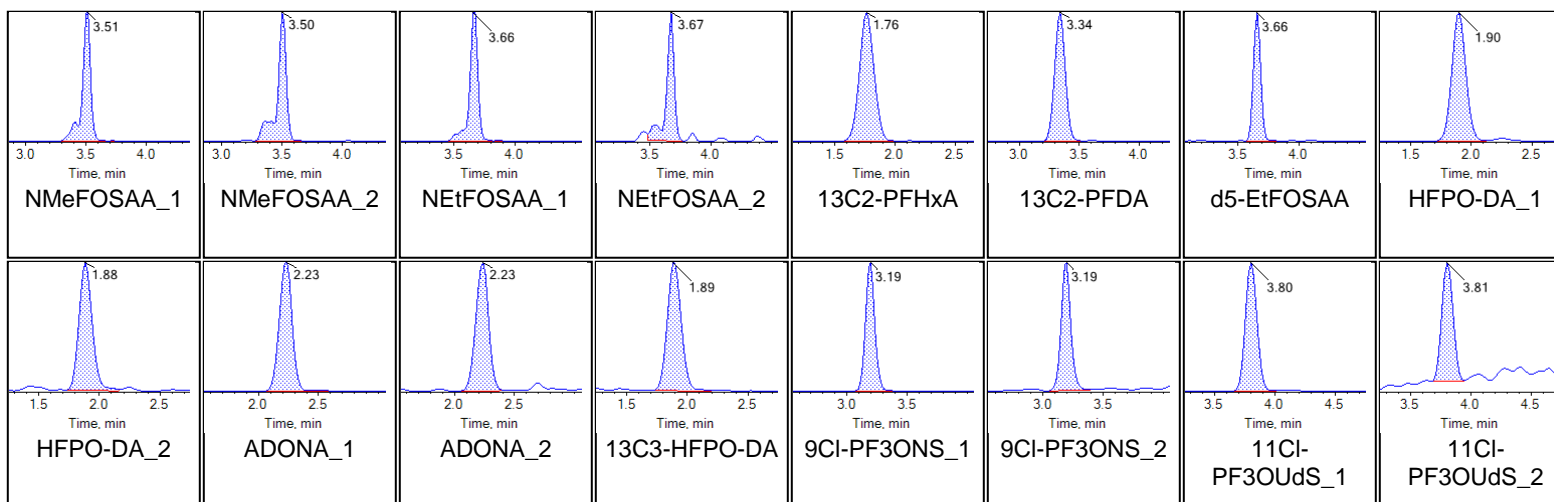 3.51
3.0 3.5 4.0
Time, min
NMeFOSAA_1
3.50
3.0 3.5 4.0
Time, min
NMeFOSAA_2
3.66
3.5 4.0
Time, min
NEtFOSAA_1
3.67
3.5 4.0
Time, min
NEtFOSAA_2
1.76
2.0 2.5
Time, min
13C2-PFHxA
3.34
3.0 3.5 4.0
Time, min
13C2-PFDA
3.66
3.5 4.0
Time, min
d5-EtFOSAA
1.90
1.5 2.0 2.5
Time, min
HFPO-DA_1
1.88
1.5 2.0 2.5
Time, min
HFPO-DA_2
2.23
2.0 2.5
Time, min
ADONA_1
2.23
2.0 2.5
Time, min
ADONA_2
1.89
1.5 2.0 2.5
Time, min
13C3-HFPO-DA
3.19
3.0 3.5
Time, min
9Cl-PF3ONS_1
3.19
3.0 3.5
Time, min
9Cl-PF3ONS_2
3.80
3.5 4.0 4.5
Time, min
11Cl-
PF3OUdS_1
3.81
3.5 4.0 4.5
Time, min
11Cl-
PF3OUdS_2